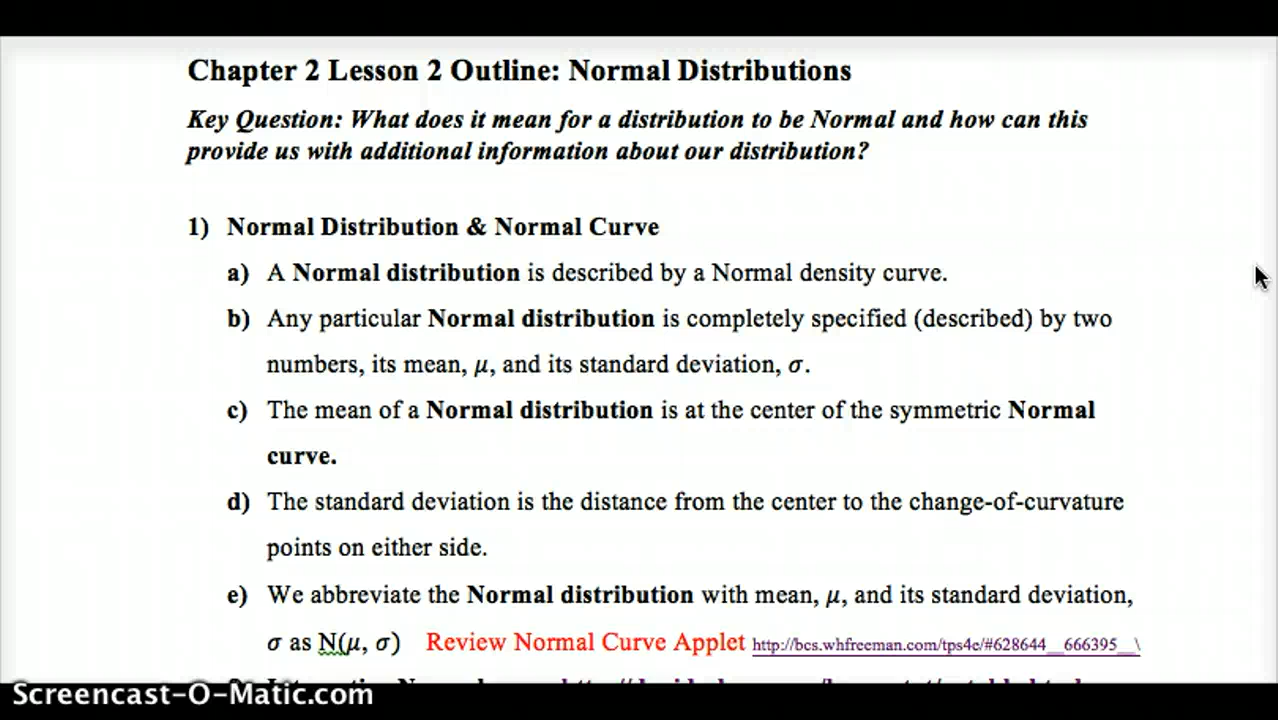 Chapter 2 Lesson 2 Outline: Normal Distributions
Key Question: What does it mean for a distribution to be Normal and how can this
provide us with additional information about our distribution?
1) Normal Distribution & Normal Curve
a) A Normal distribution is described by a Normal density curve.
b) Any particular Normal distribution is completely specified (described) by two
numbers, its mean, μ, and its standard deviation, σ.
c) The mean of a Normal distribution is at the center of the symmetric Normal
curve.
d) The standard deviation is the distance from the center to the change-of-curvature
points on either side.
e) We abbreviate the Normal distribution with mean, μ, and its standard deviation,
σ as N(μ, σ) Review Normal Curve Applet http://bcs.whfreeman.com/tps4e/#628644__666395__\
Screencast-O-Matic.com